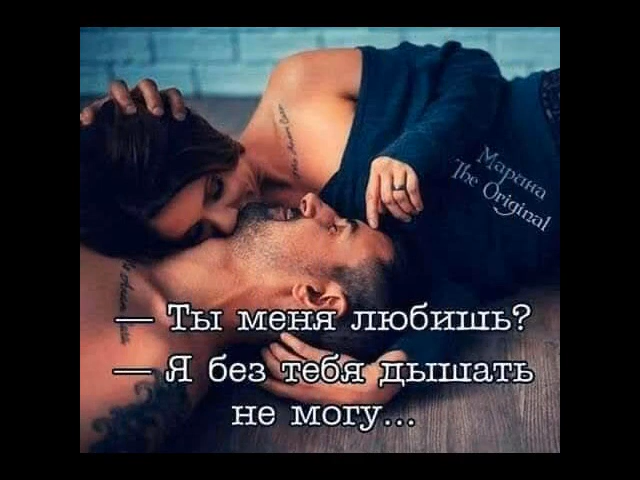 Марина
The Original
— Ты меня любишь?
— Я без тебя дышать
не могу...